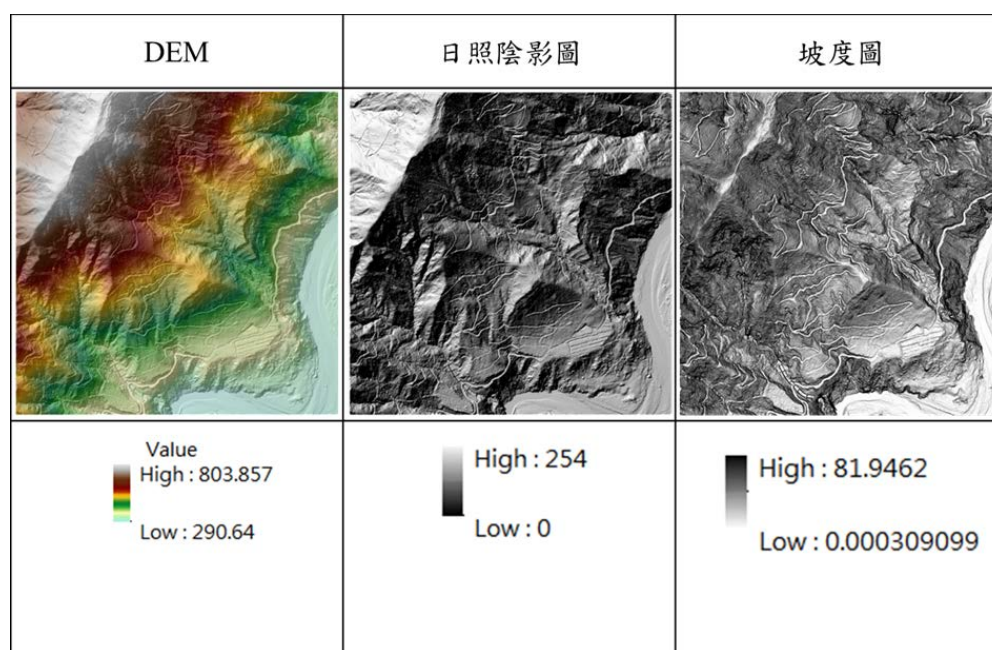 DEM
日照陰影圖
坡度圖
Value
High : 803.857
Low : 290.64
High : 254
Low : 0
High : 81.9462
Low : 0.000309099